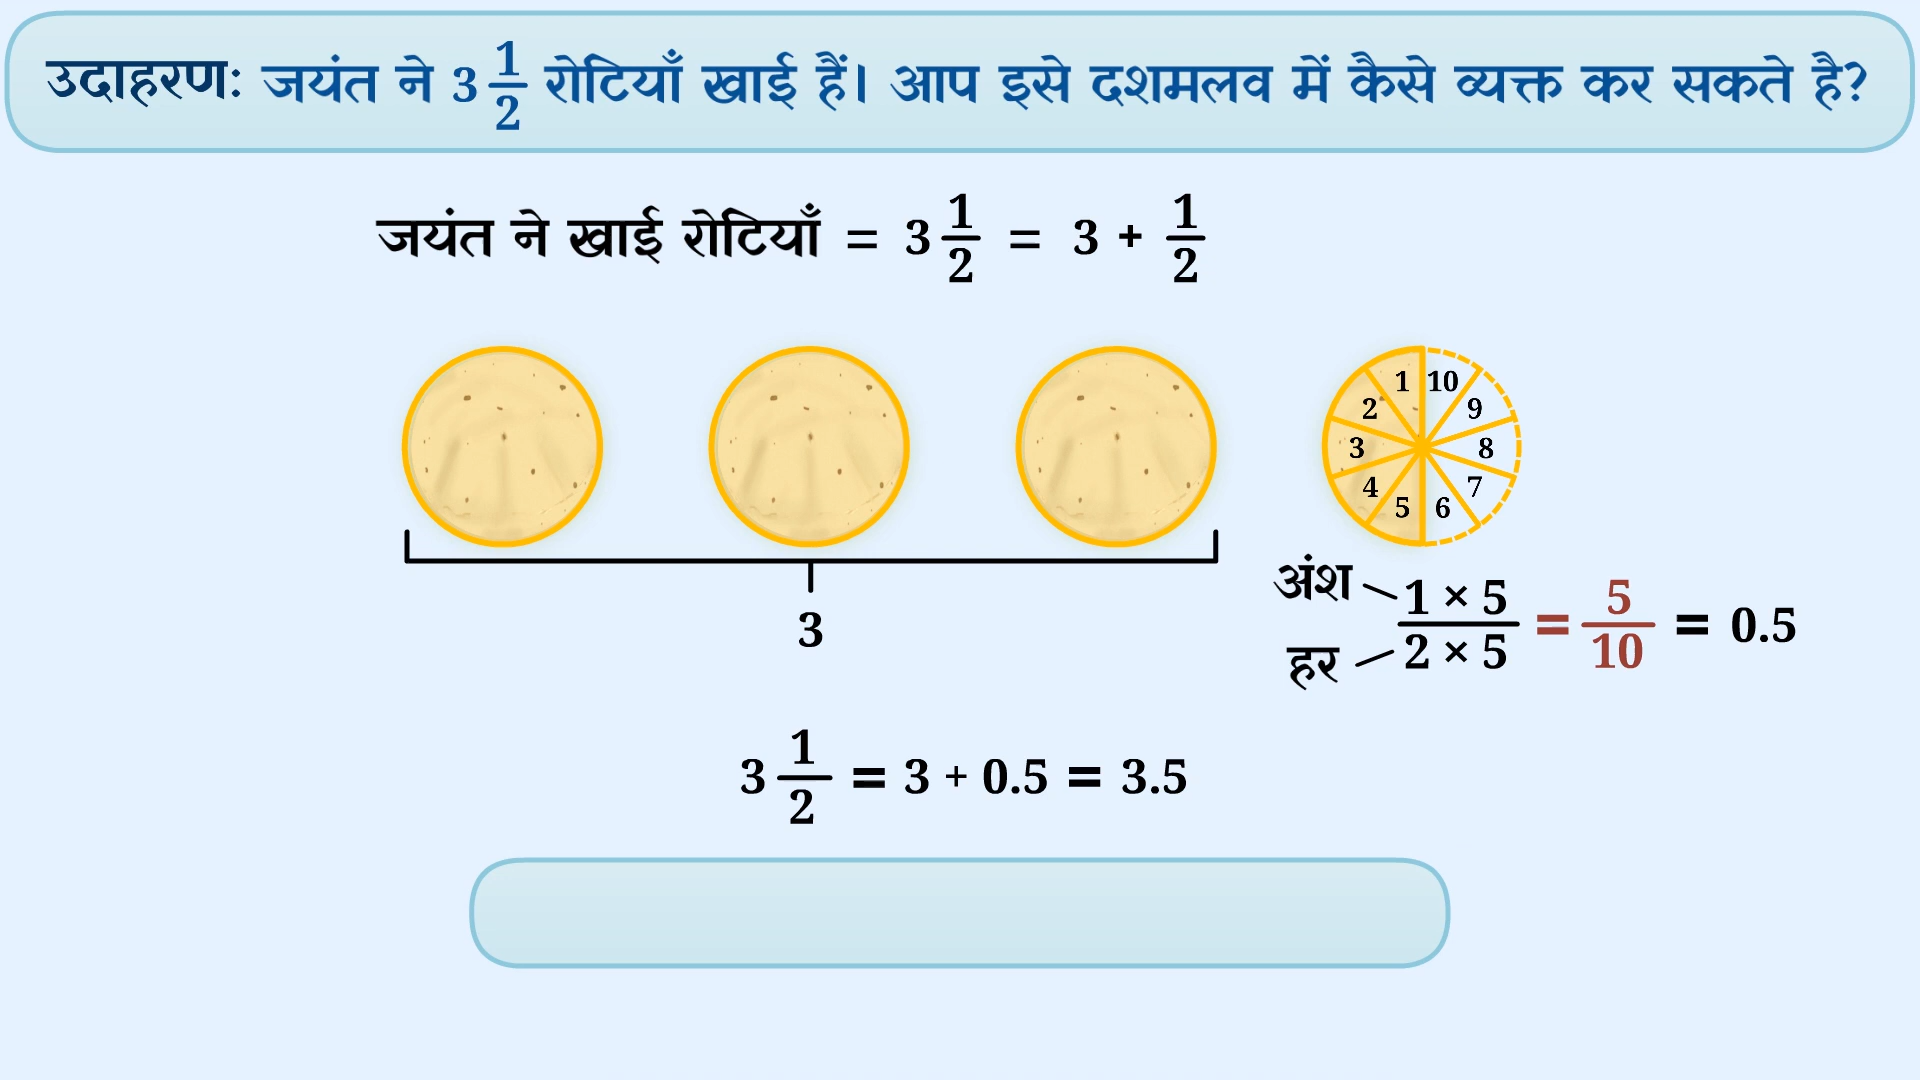 उदाहरण: जयंत ने 3 1/2 रोटियाँ खाई हैं। आप इसे दशमलव में कैसे व्यक्त कर सकते है?
जयंत ने खाई रोटियाँ = 3 1/2 = 3 + 1/2
1 10
2 9
3 8
4 7
5 6
3
अंश
हर
1 × 5 / 2 × 5 = 5/10 = 0.5
3 1/2 = 3 + 0.5 = 3.5